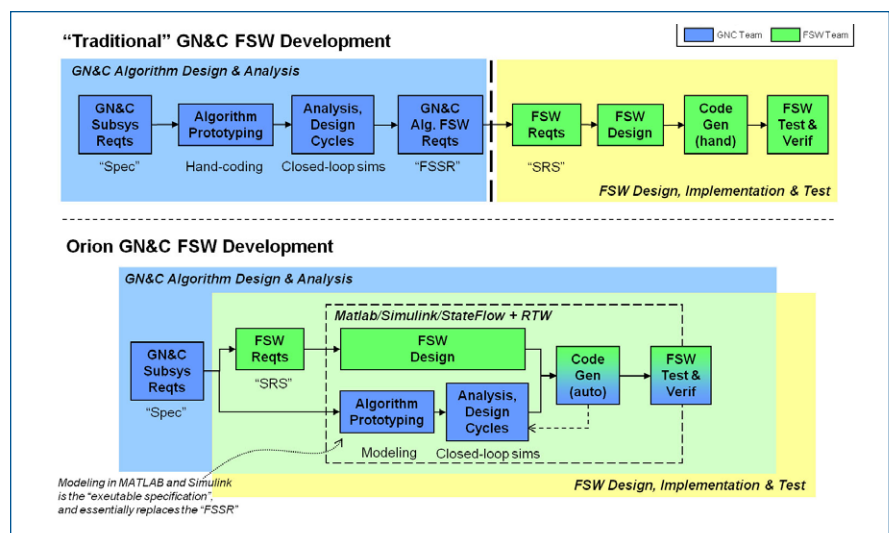 "Traditional" GN&C FSW Development
GNC Team
FSW Team
GN&C Algorithm Design & Analysis
GN&C
Subsys
Reqts
Algorithm
Prototyping
Analysis,
Design
Cycles
GN&C
Alg. FSW
Reqts
FSW
Reqts
FSW
Design
Code
Gen
(hand)
FSW
Test &
Verif
"Spec"
Hand-coding
Closed-loop sims
"FSSR"
"SRS"
FSW Design, Implementation & Test
Orion GN&C FSW Development
GN&C Algorithm Design & Analysis
Matlab/Simulink/StateFlow + RTW
GN&C
Subsys
Reqts
"Spec"
FSW
Reqts
"SRS"
FSW
Design
Algorithm
Prototyping
Modeling
Analysis,
Design
Cycles
Closed-loop sims
Code
Gen
(auto)
FSW
Test &
Verif
Modeling in MATLAB and Simulink
is the "exeutable specification",
and essentially replaces the "FSSR"
FSW Design, Implementation & Test